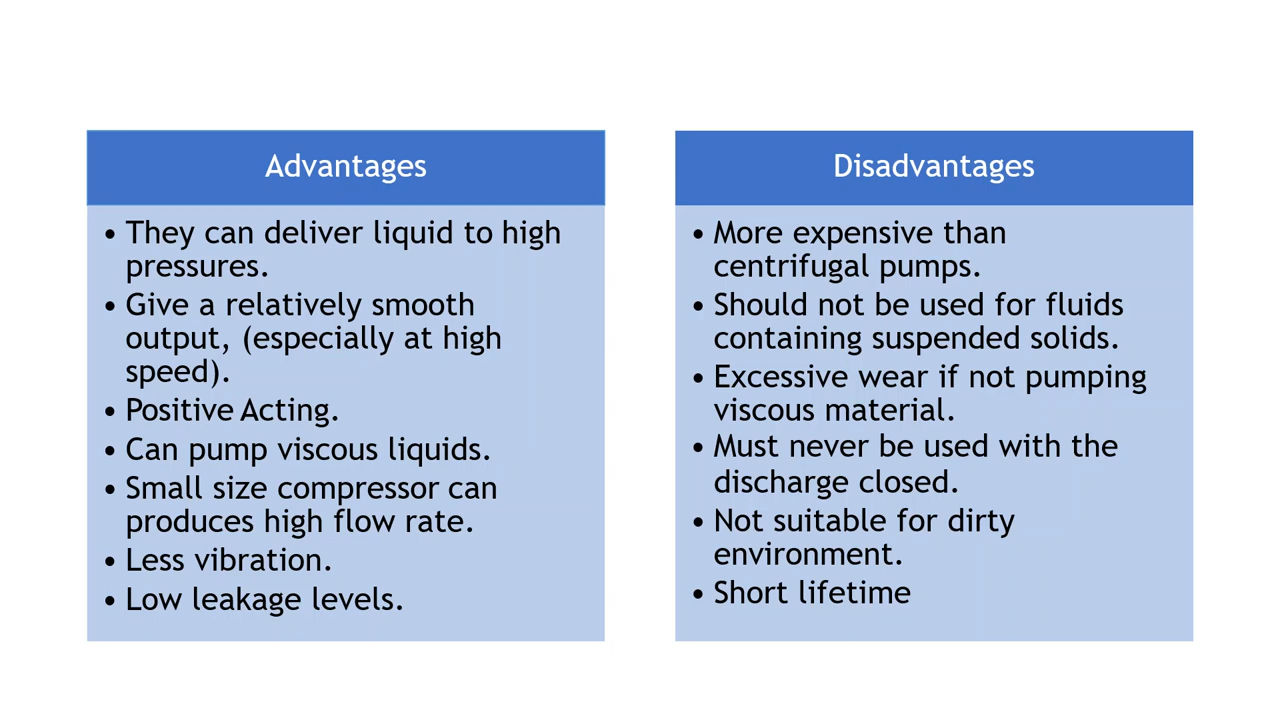 Advantages
• They can deliver liquid to high
pressures.
• Give a relatively smooth
output, (especially at high
speed).
• Positive Acting.
• Can pump viscous liquids.
• Small size compressor can
produces high flow rate.
• Less vibration.
• Low leakage levels.
Disadvantages
• More expensive than
centrifugal pumps.
• Should not be used for fluids
containing suspended solids.
• Excessive wear if not pumping
viscous material.
• Must never be used with the
discharge closed.
• Not suitable for dirty
environment.
• Short lifetime